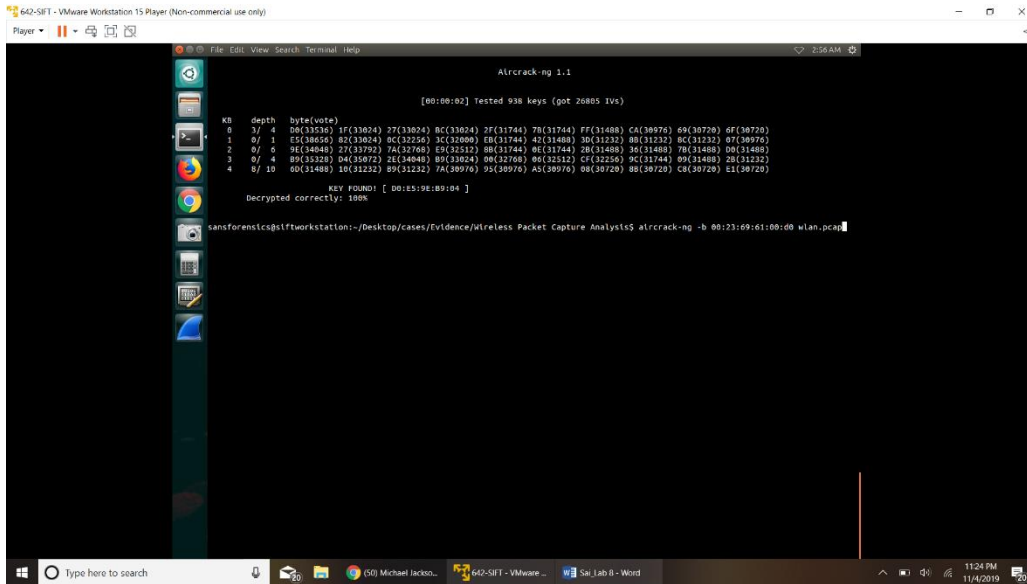 642-SIFT - VMware Workstation 15 Player (Non-commercial use only)
Player
File Edit View Search Terminal Help
2:56 AM
Aircrack-ng 1.1
[00:00:02] Tested 938 keys (got 26805 IVs)
KB depth byte(vote)
0 3/ 4 D0(33536) 1F(33024) 27(33024) BC(33024) 2F(31744) 7B(31744) FF(31488) CA(30976) 69(30720) 6F(30720)
1 0/ 1 E5(38656) 82(33024) 0C(32256) 3C(32000) EB(31744) 42(31488) 3D(31232) 8B(31232) 8C(31232) 07(30976)
2 0/ 6 9E(34048) 27(33792) 7A(32768) E9(32512) 8B(31744) 0E(31744) 2B(31488) 36(31488) 7B(31488) D0(31488)
3 0/ 4 B9(35328) D4(35072) 2E(34048) B9(33024) 00(32768) 06(32512) CF(32256) 9C(31744) 09(31488) 2B(31232)
4 8/ 10 6D(31488) 10(31232) B9(31232) 7A(30976) 95(30976) A5(30976) 08(30720) 8B(30720) C8(30720) E1(30720)
KEY FOUND! [ D0:E5:9E:B9:04 ]
Decrypted correctly: 100%
sansforensics@siftworkstation:~/Desktop/cases/Evidence/Wireless Packet Capture Analysis$ aircrack-ng -b 00:23:69:61:00:d0 wlan.pcap
Type here to search
20
(50) Michael Jackso...
642-SIFT - VMware ...
Sai_Lab 8 - Word
11:24 PM
11/4/2019
20